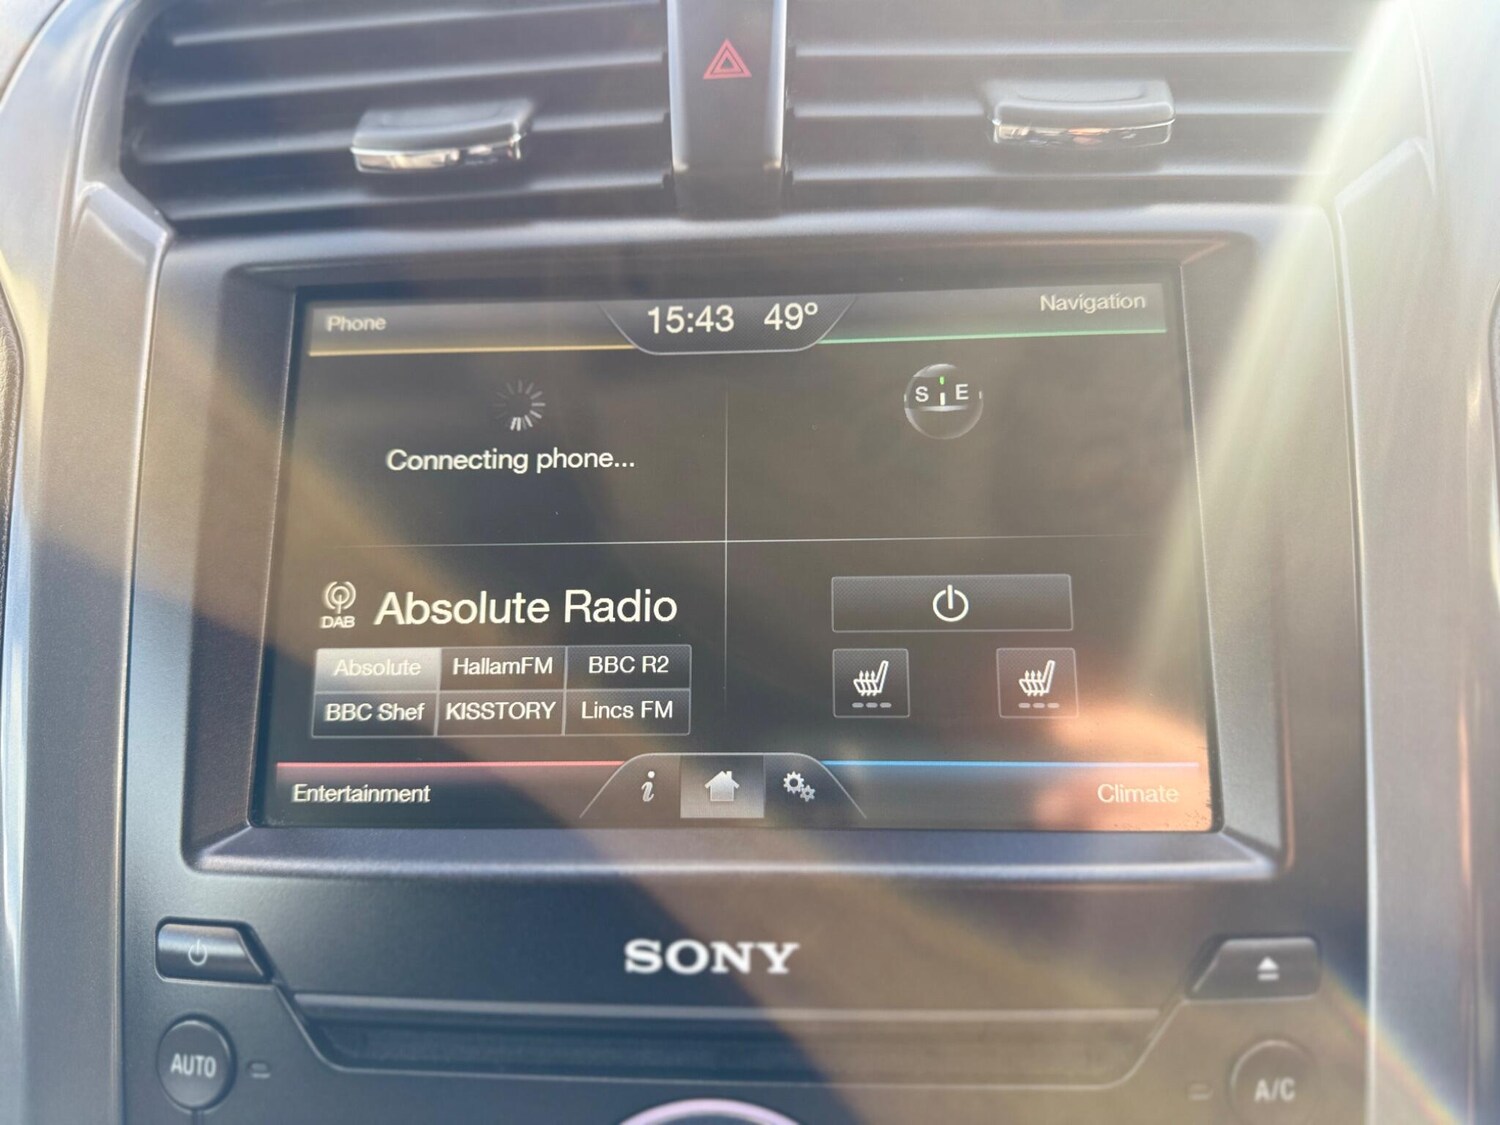 Phone
15:43 49º
Navigation
S E
Connecting phone...
DAB
Absolute Radio
Absolute HallamFM BBC R2
BBC Shef KISSTORY Lincs FM
Entertainment
i
Climate
SONY
AUTO
A/C